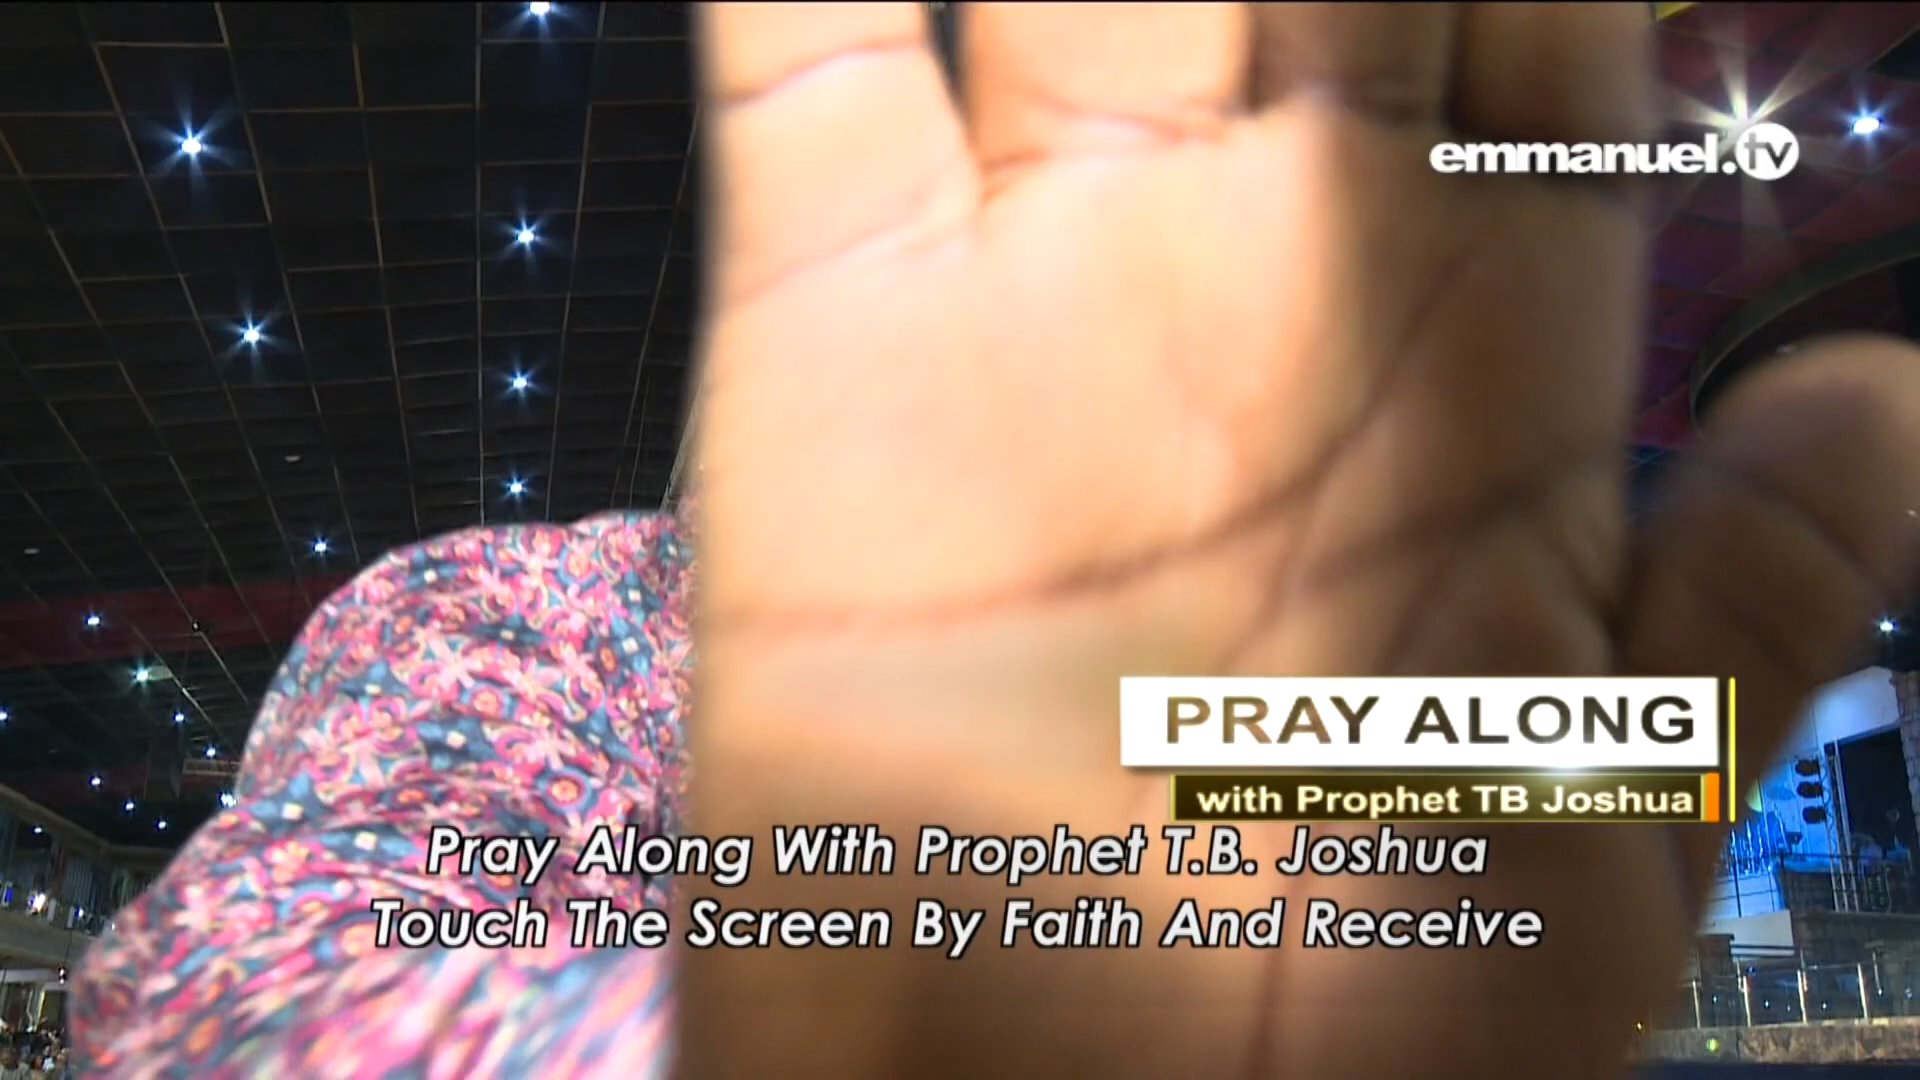 emmanuel.tv
PRAY ALONG
with Prophet TB Joshua
Pray Along With Prophet T.B. Joshua
Touch The Screen By Faith And Receive